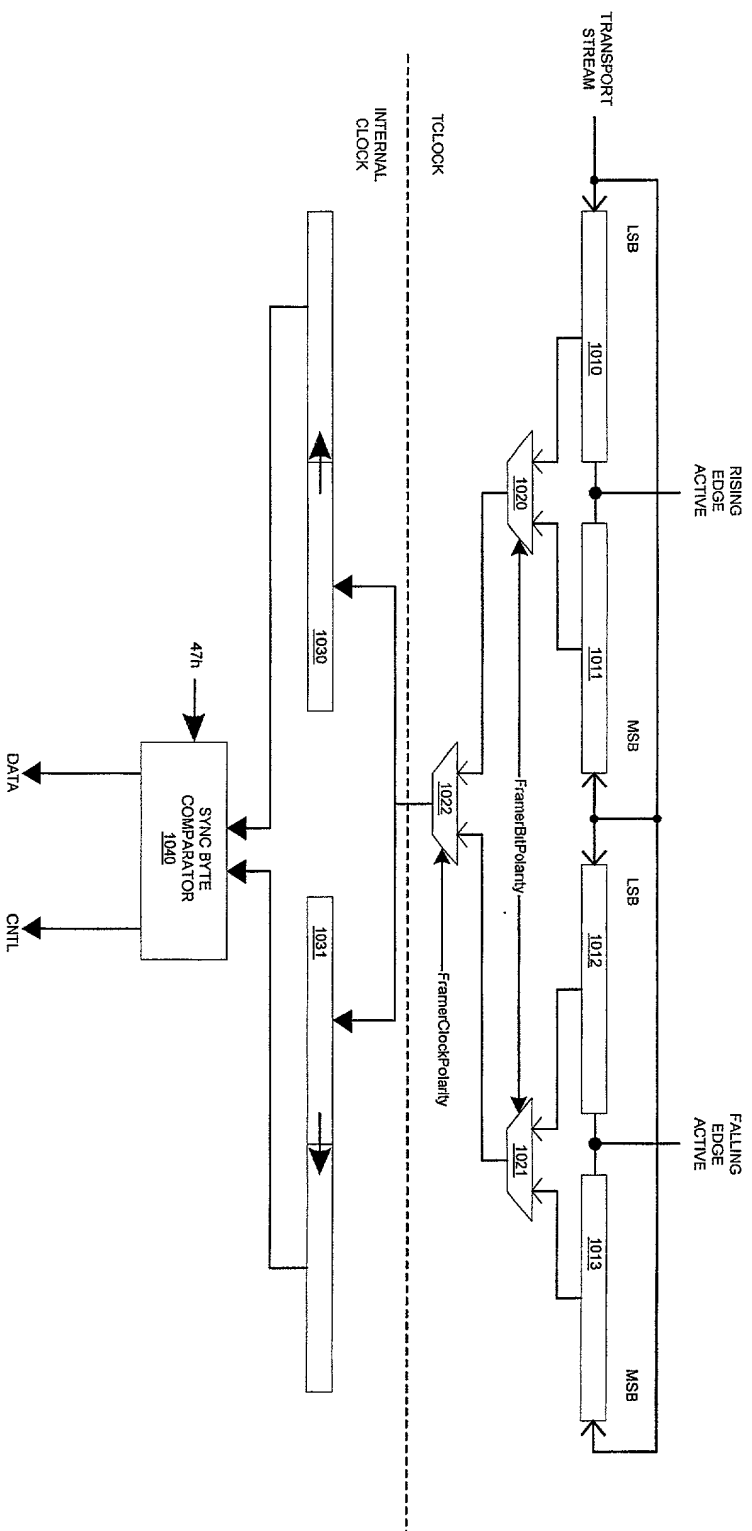 TRANSPORT
STREAM
RISING
EDGE
ACTIVE
FALLING
EDGE
ACTIVE
LSB
MSB
LSB
MSB
1010
1011
1012
1013
1020
FramerBitPolarity
1021
1022
FramerClockPolarity
TCLOCK
INTERNAL
CLOCK
1030
1031
47h
SYNC BYTE
COMPARATOR
1040
DATA
CNTL